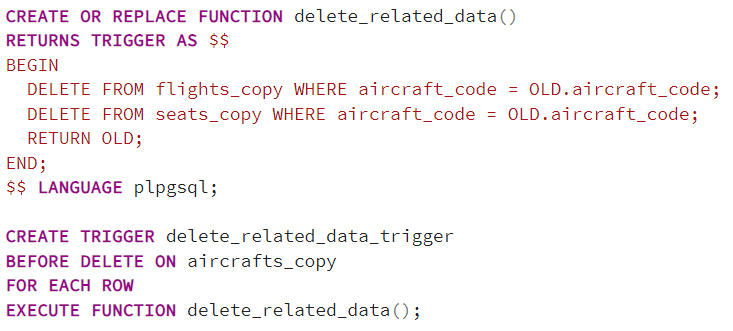 CREATE OR REPLACE FUNCTION delete_related_data()
RETURNS TRIGGER AS $$
BEGIN
  DELETE FROM flights_copy WHERE aircraft_code = OLD.aircraft_code;
  DELETE FROM seats_copy WHERE aircraft_code = OLD.aircraft_code;
  RETURN OLD;
END;
$$ LANGUAGE plpgsql;

CREATE TRIGGER delete_related_data_trigger
BEFORE DELETE ON aircrafts_copy
FOR EACH ROW
EXECUTE FUNCTION delete_related_data();